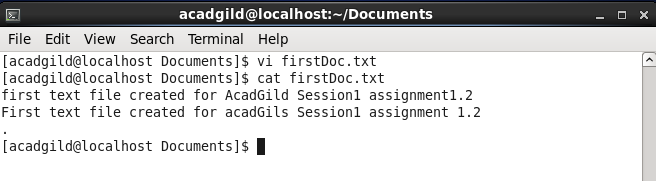 acadgild@localhost:~/Documents
File Edit View Search Terminal Help
[acadgild@localhost Documents]$ vi firstDoc.txt
[acadgild@localhost Documents]$ cat firstDoc.txt
first text file created for AcadGild Session1 assignment1.2
First text file created for acadGils Session1 assignment 1.2
.
[acadgild@localhost Documents]$